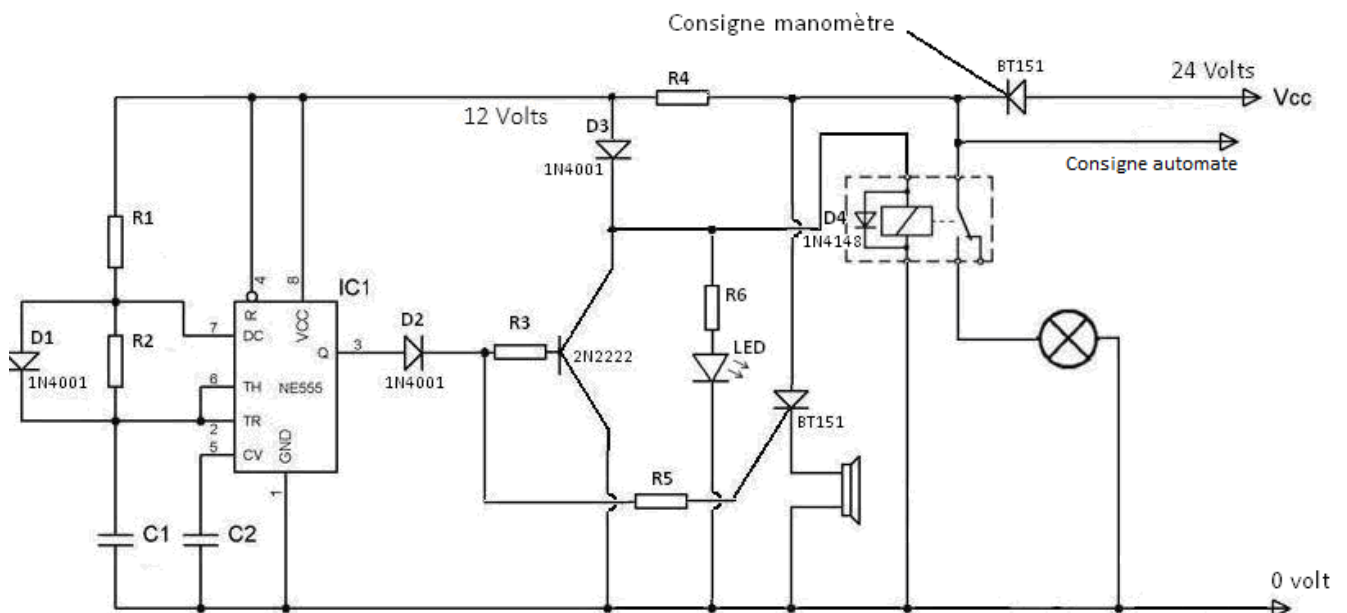 Consigne manomètre
BT151
24 Volts
Vcc
R4
12 Volts
D3
1N4001
Consigne automate
D4
1N4148
R1
4
8
IC1
R
VCC
D1
1N4001
R2
7
DC
Q
3
D2
1N4001
R3
2N2222
R6
LED
6
TH
NE555
TR
2
5
CV
GND
1
BT151
R5
C1
C2
0 volt